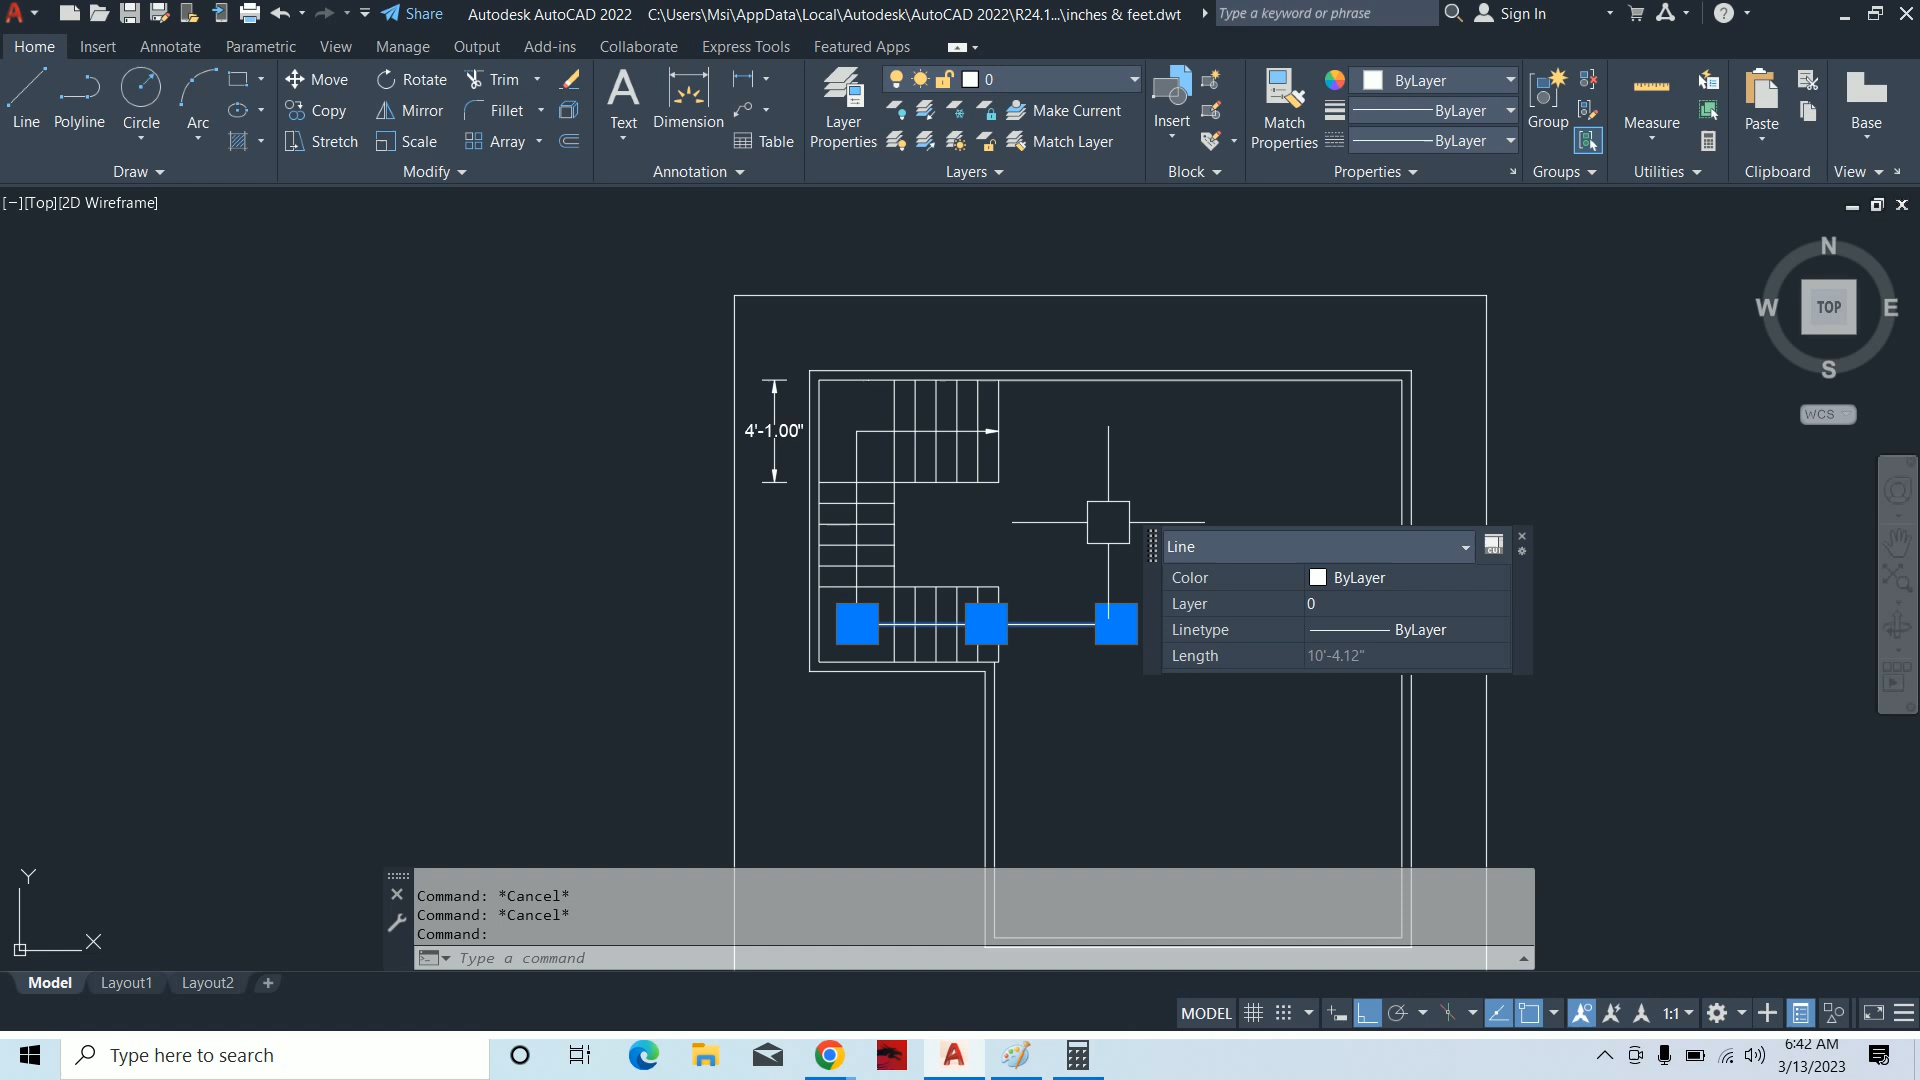 Share
Autodesk AutoCAD 2022
C:\Users\Msi\AppData\Local\Autodesk\AutoCAD 2022\R24.1...\inches & feet.dwt
Type a keyword or phrase
Sign In
Home
Insert
Annotate
Parametric
View
Manage
Output
Add-ins
Collaborate
Express Tools
Featured Apps
Line
Polyline
Circle
Arc
Move
Rotate
Trim
Copy
Mirror
Fillet
Stretch
Scale
Array
Text
Dimension
Table
Layer
Properties
0
Make Current
Match Layer
Insert
Match
Properties
ByLayer
ByLayer
ByLayer
Group
Measure
Paste
Base
Draw
Modify
Annotation
Layers
Block
Properties
Groups
Utilities
Clipboard
View
[−][Top][2D Wireframe]
N
W
TOP
E
S
WCS
4'-1.00"
Line
CUI
Color
ByLayer
Layer
0
Linetype
ByLayer
Length
10'-4.12"
Y
X
Command: *Cancel*
Command: *Cancel*
Command:
Type a command
Model
Layout1
Layout2
MODEL
1:1
Type here to search
6:42 AM
3/13/2023